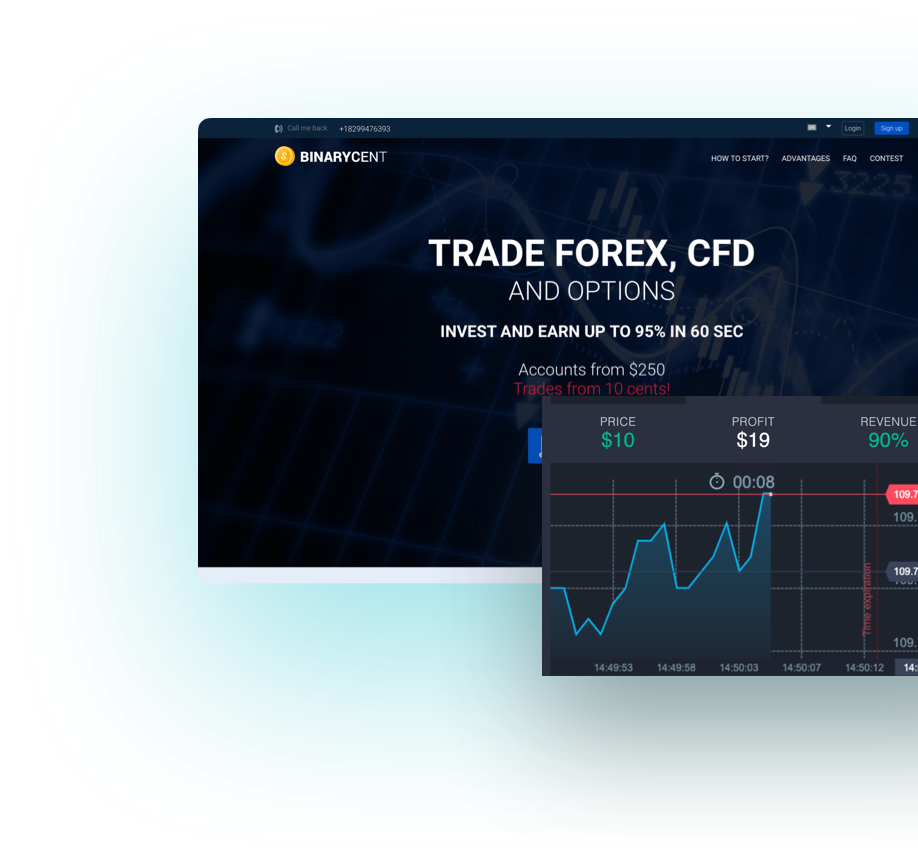 Call me back +18299476393
EN
Login
Sign up
BINARYCENT
HOW TO START? ADVANTAGES FAQ CONTEST
3225
TRADE FOREX, CFD
AND OPTIONS
INVEST AND EARN UP TO 95% IN 60 SEC
Accounts from $250
Trades from 10 cents!
PRICE PROFIT REVENUE
$10 $19 90%
00:08
109.7
109.
109.7
Time expiration
109.
14:49:53 14:49:58 14:50:03 14:50:07 14:50:12 14: